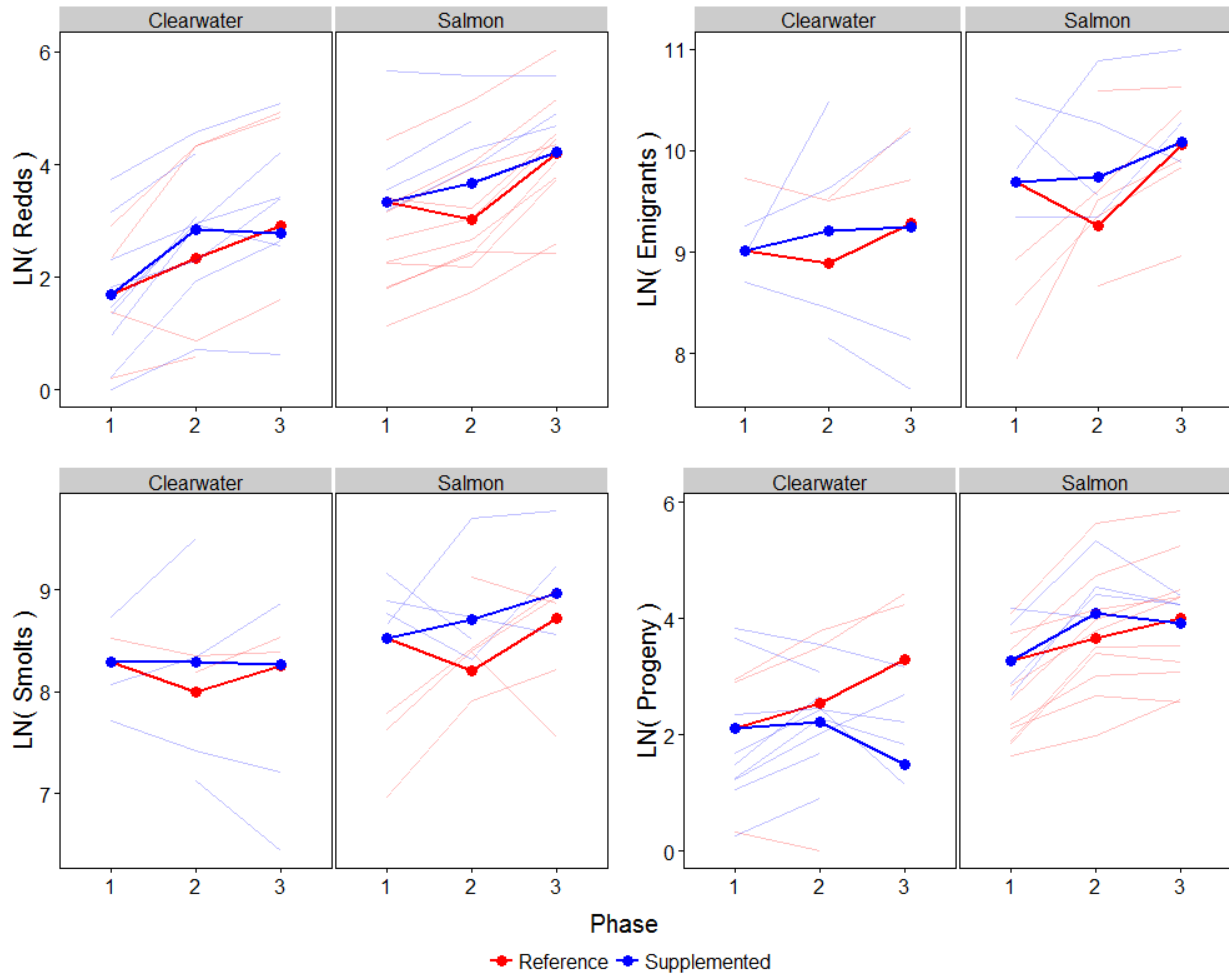 Clearwater Salmon
LN( Redds )
6
4
2
0
1 2 3 1 2 3
Clearwater Salmon
LN( Emigrants )
11
10
9
8
1 2 3 1 2 3
Clearwater Salmon
LN( Smolts )
9
8
7
1 2 3 1 2 3
Clearwater Salmon
LN( Progeny )
6
4
2
0
1 2 3 1 2 3
Phase
Reference Supplemented